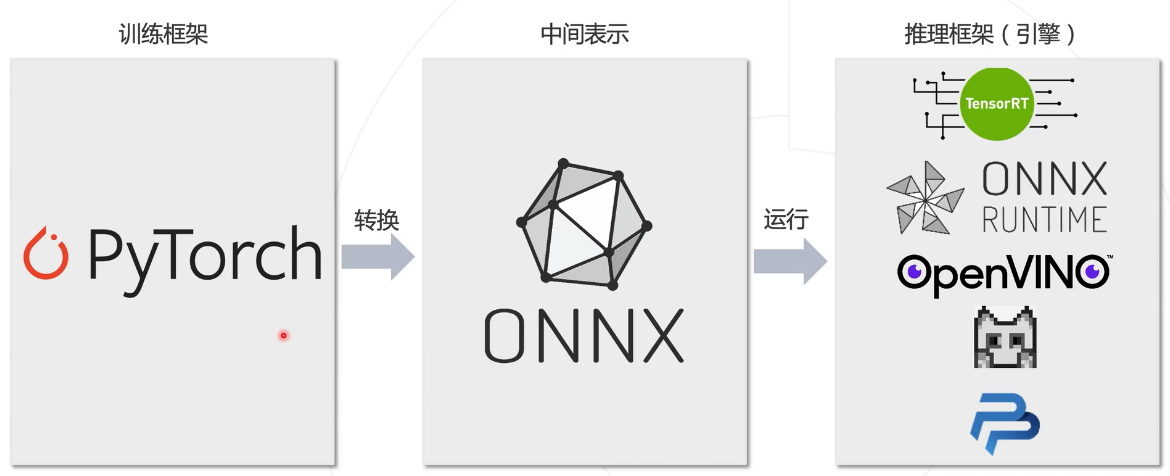 训练框架
中间表示
推理框架（引擎）
PyTorch
转换
ONNX
运行
TensorRT
ONNX
RUNTIME
OpenVINO™